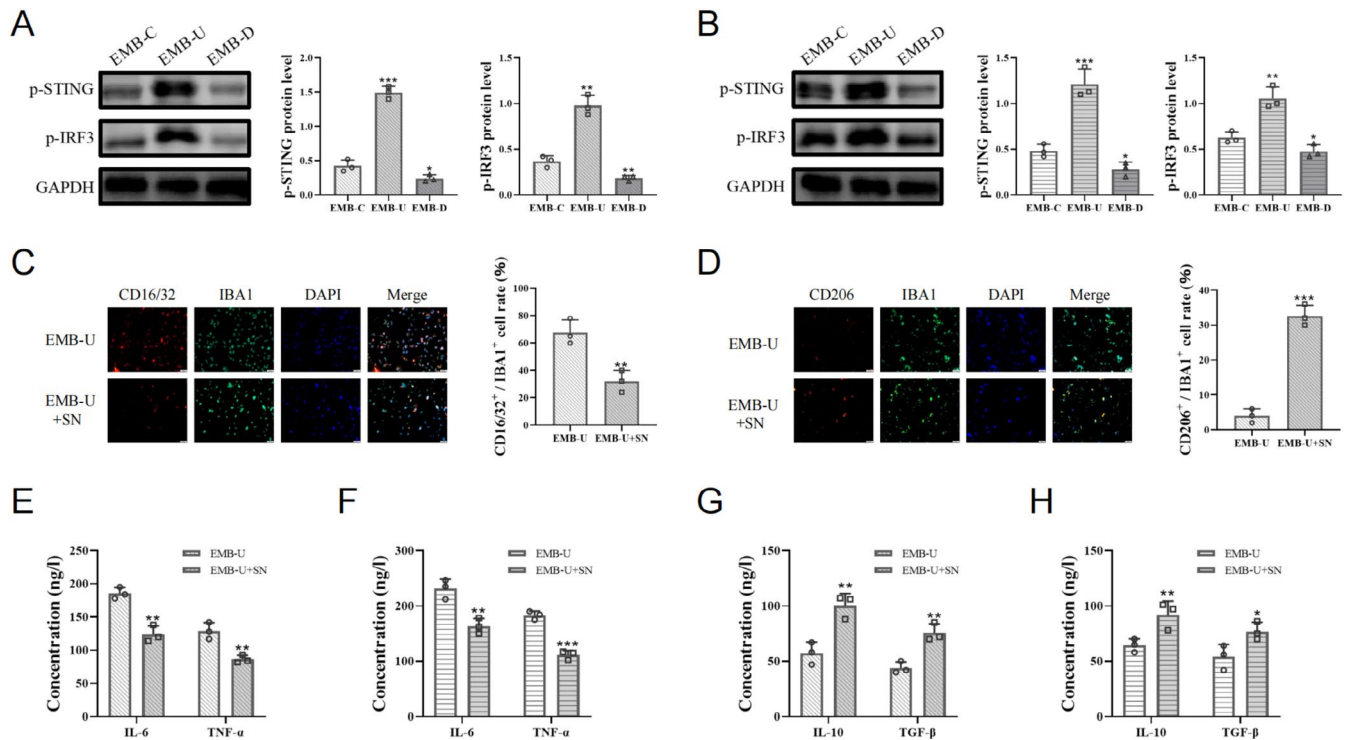 A
EMB-C EMB-U EMB-D
p-STING
p-IRF3
GAPDH
p-STING protein level
2.0
1.5
1.0
0.5
0.0
***
*
EMB-C EMB-U EMB-D
p-IRF3 protein level
1.5
1.0
0.5
0.0
**
**
EMB-C EMB-U EMB-D
B
EMB-C EMB-U EMB-D
p-STING
p-IRF3
GAPDH
p-STING protein level
1.5
1.0
0.5
0.0
***
*
EMB-C EMB-U EMB-D
p-IRF3 protein level
1.5
1.0
0.5
0.0
**
*
EMB-C EMB-U EMB-D
C
CD16/32 IBA1 DAPI Merge
EMB-U
EMB-U
+SN
CD16/32+ / IBA1+ cell rate (%)
100
80
60
40
20
0
**
EMB-U EMB-U+SN
D
CD206 IBA1 DAPI Merge
EMB-U
EMB-U
+SN
CD206+ / IBA1+ cell rate (%)
40
30
20
10
0
***
EMB-U EMB-U+SN
E
Concentration (ng/l)
250
200
150
100
50
0
EMB-U
EMB-U+SN
**
**
IL-6 TNF-α
F
Concentration (ng/l)
300
200
100
0
EMB-U
EMB-U+SN
**
***
IL-6 TNF-α
G
Concentration (ng/l)
150
100
50
0
EMB-U
EMB-U+SN
**
**
IL-10 TGF-β
H
Concentration (ng/l)
150
100
50
0
EMB-U
EMB-U+SN
**
*
IL-10 TGF-β